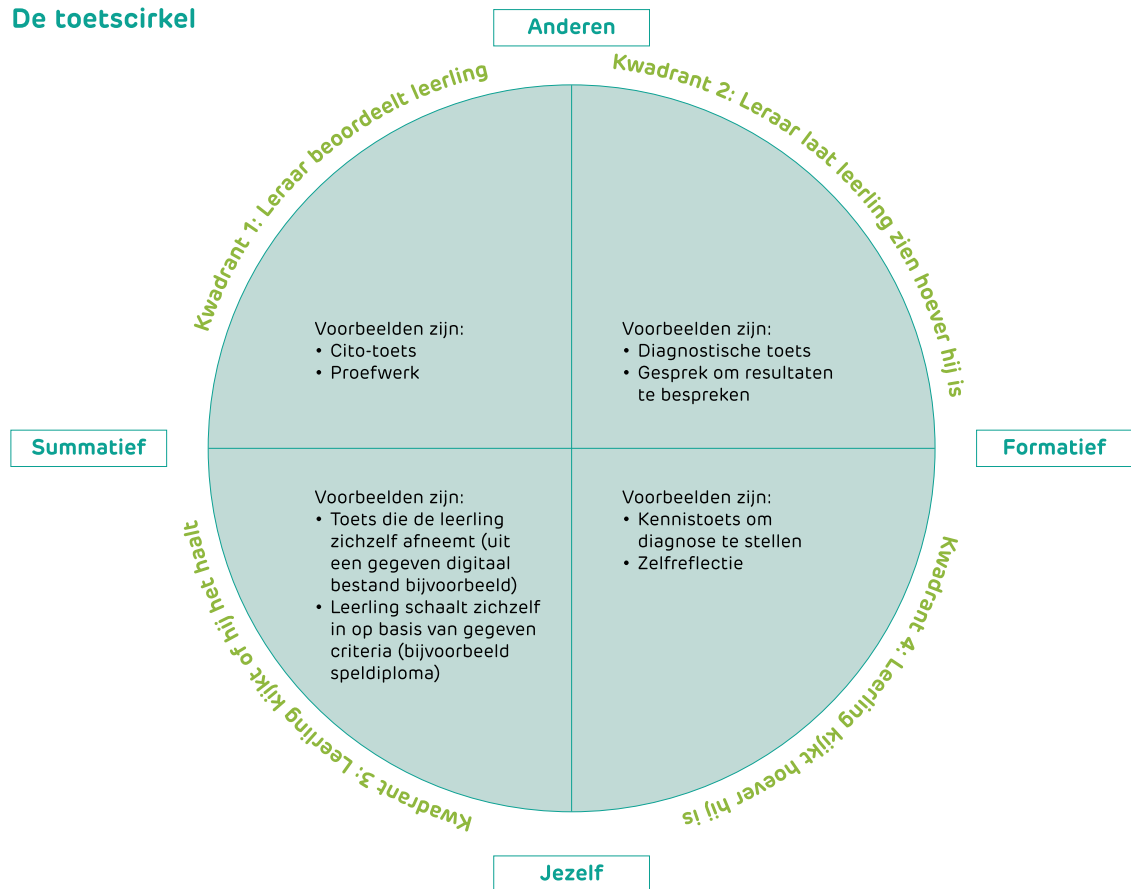 De toetscirkel
Anderen
Kwadrant 1: Leraar beoordeelt leerling
Kwadrant 2: Leraar laat leerling zien hoever hij is
Voorbeelden zijn:
• Cito-toets
• Proefwerk
Voorbeelden zijn:
• Diagnostische toets
• Gesprek om resultaten
te bespreken
Summatief
Formatief
Voorbeelden zijn:
• Toets die de leerling
zichzelf afneemt (uit
een gegeven digitaal
bestand bijvoorbeeld)
• Leerling schaalt zichzelf
in op basis van gegeven
criteria (bijvoorbeeld
speldiploma)
Voorbeelden zijn:
• Kennistoets om
diagnose te stellen
• Zelfreflectie
Kwadrant 3: Leerling kijkt of hij het haalt
Kwadrant 4: Leerling kijkt hoever hij is
Jezelf